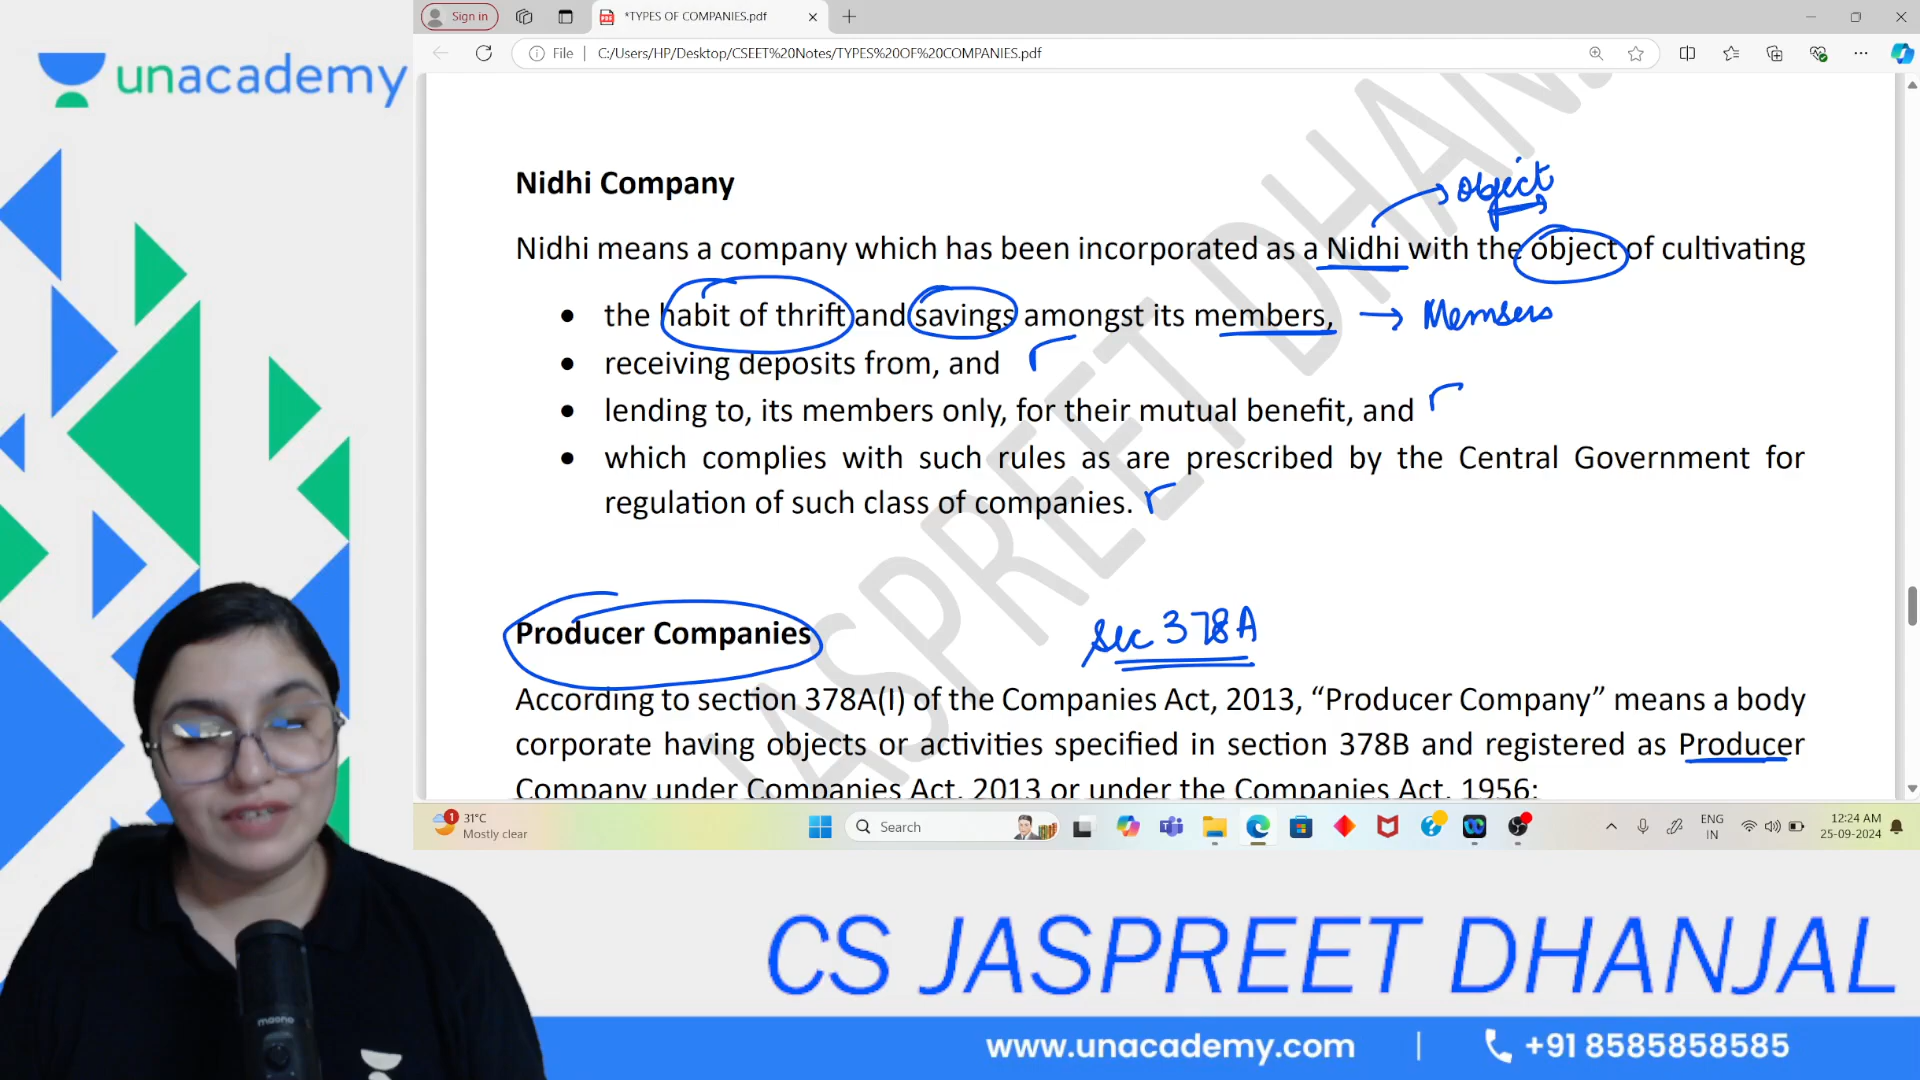 Sign in
*TYPES OF COMPANIES.pdf
File
C:/Users/HP/Desktop/CSEET%20Notes/TYPES%20OF%20COMPANIES.pdf
unacademy
Nidhi Company
object
Nidhi means a company which has been incorporated as a Nidhi with the object of cultivating
• the habit of thrift and savings amongst its members, → Members
• receiving deposits from, and
• lending to, its members only, for their mutual benefit, and
• which complies with such rules as are prescribed by the Central Government for
regulation of such class of companies.
Producer Companies
Sec 378A
According to section 378A(I) of the Companies Act, 2013, “Producer Company” means a body
corporate having objects or activities specified in section 378B and registered as Producer
Company under Companies Act, 2013 or under the Companies Act, 1956:
JASPREET DHANJ
1
31°C
Mostly clear
Search
ENG
IN
12:24 AM
25-09-2024
maono
CS JASPREET DHANJAL
www.unacademy.com | +91 8585858585